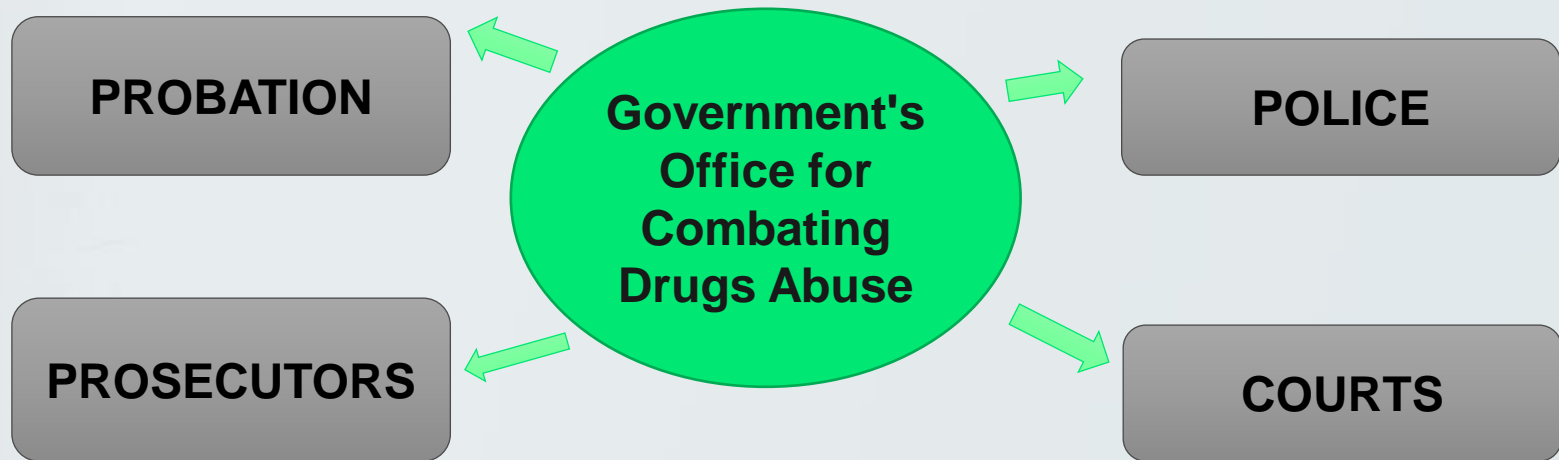 PROBATION
Government's
Office for
Combating
Drugs Abuse
POLICE
PROSECUTORS
COURTS